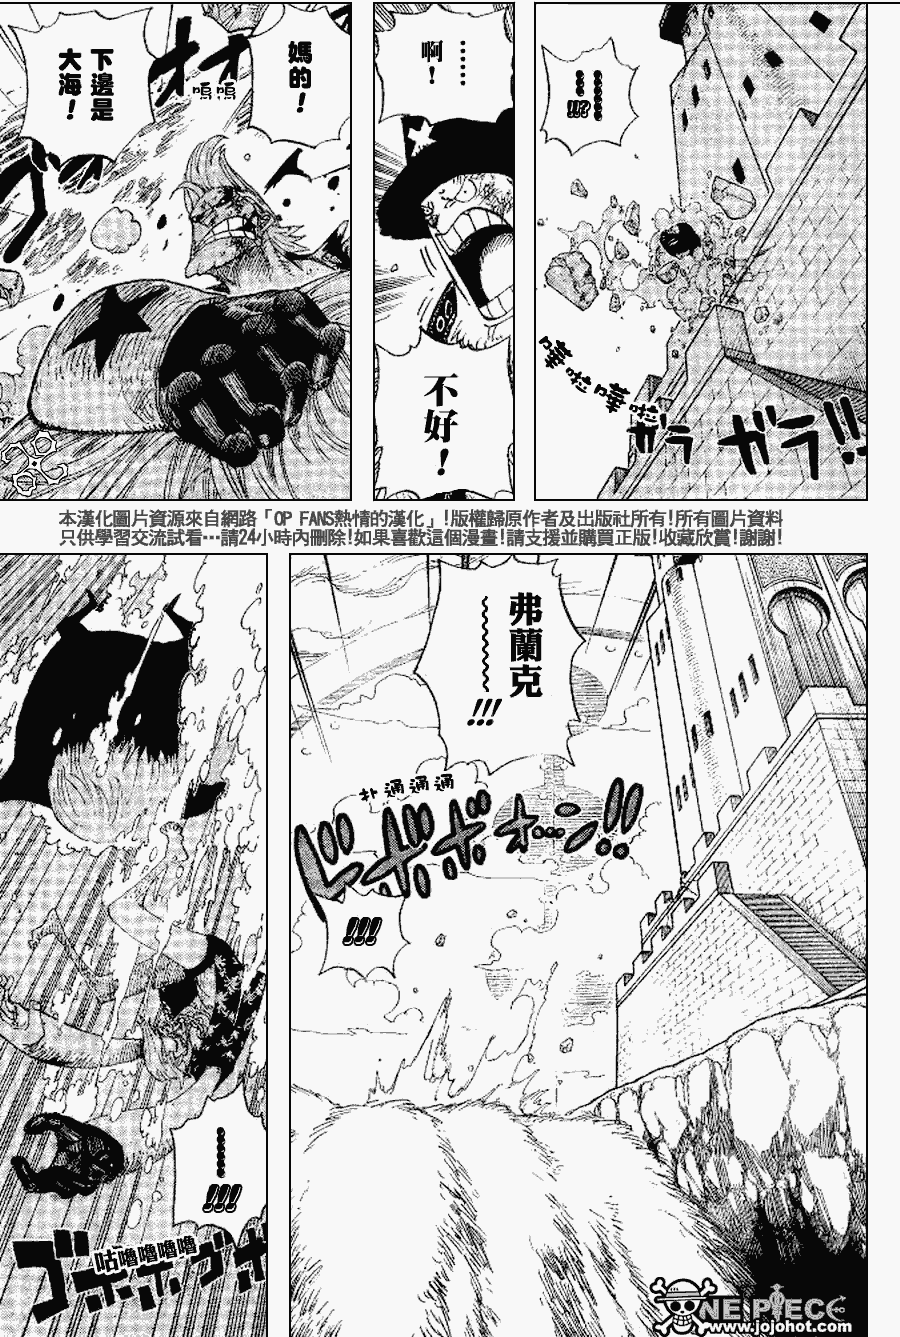 ……
!!?
嘩啦嘩啦
ガラガラ!!
……
啊！
不好！
媽的！
オオ
嗚嗚
下邊是
大海！
本漢化圖片資源來自網路「OP FANS熱情的漢化」!版權歸原作者及出版社所有!所有圖片資料
只供學習交流試看…請24小時內刪除!如果喜歡這個漫畫!請支援並購買正版!收藏欣賞!謝謝!
弗蘭克
~~~~!!!
扑通通通
ドボボオ…ン!!
!!!
……
!!!
咕嚕嚕嚕嚕
ゴボボグオ
ONE PIECE
www.jojohot.com